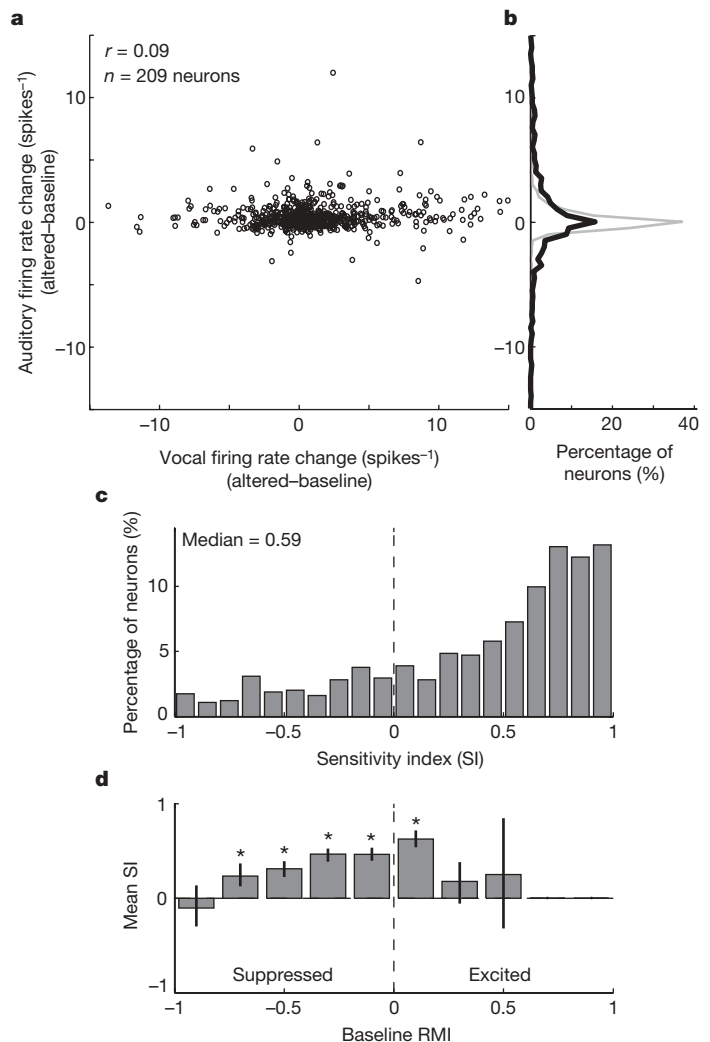 a
r = 0.09
n = 209 neurons
10
0
−10
Auditory firing rate change (spikes⁻¹)
(altered–baseline)
−10
0
10
Vocal firing rate change (spikes⁻¹)
(altered–baseline)
b
10
0
−10
0
20
40
Percentage of
neurons (%)
c
Median = 0.59
10
5
0
Percentage of neurons (%)
−1
−0.5
0
0.5
1
Sensitivity index (SI)
d
1
0
−1
Mean SI
*
*
*
*
*
Suppressed
Excited
−1
−0.5
0
0.5
1
Baseline RMI